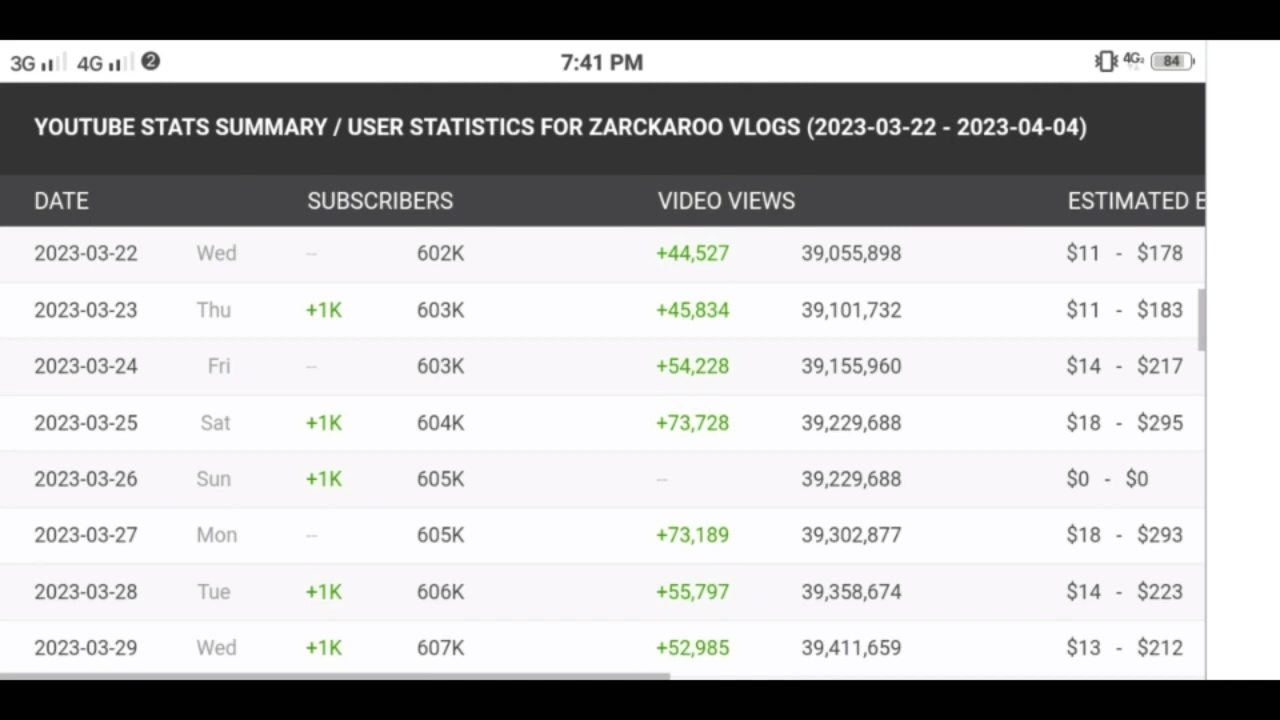 3G 4G 2 7:41 PM 4G 84
YOUTUBE STATS SUMMARY / USER STATISTICS FOR ZARCKAROO VLOGS (2023-03-22 - 2023-04-04)
DATE SUBSCRIBERS VIDEO VIEWS ESTIMATED E
2023-03-22 Wed -- 602K +44,527 39,055,898 $11 - $178
2023-03-23 Thu +1K 603K +45,834 39,101,732 $11 - $183
2023-03-24 Fri -- 603K +54,228 39,155,960 $14 - $217
2023-03-25 Sat +1K 604K +73,728 39,229,688 $18 - $295
2023-03-26 Sun +1K 605K -- 39,229,688 $0 - $0
2023-03-27 Mon -- 605K +73,189 39,302,877 $18 - $293
2023-03-28 Tue +1K 606K +55,797 39,358,674 $14 - $223
2023-03-29 Wed +1K 607K +52,985 39,411,659 $13 - $212